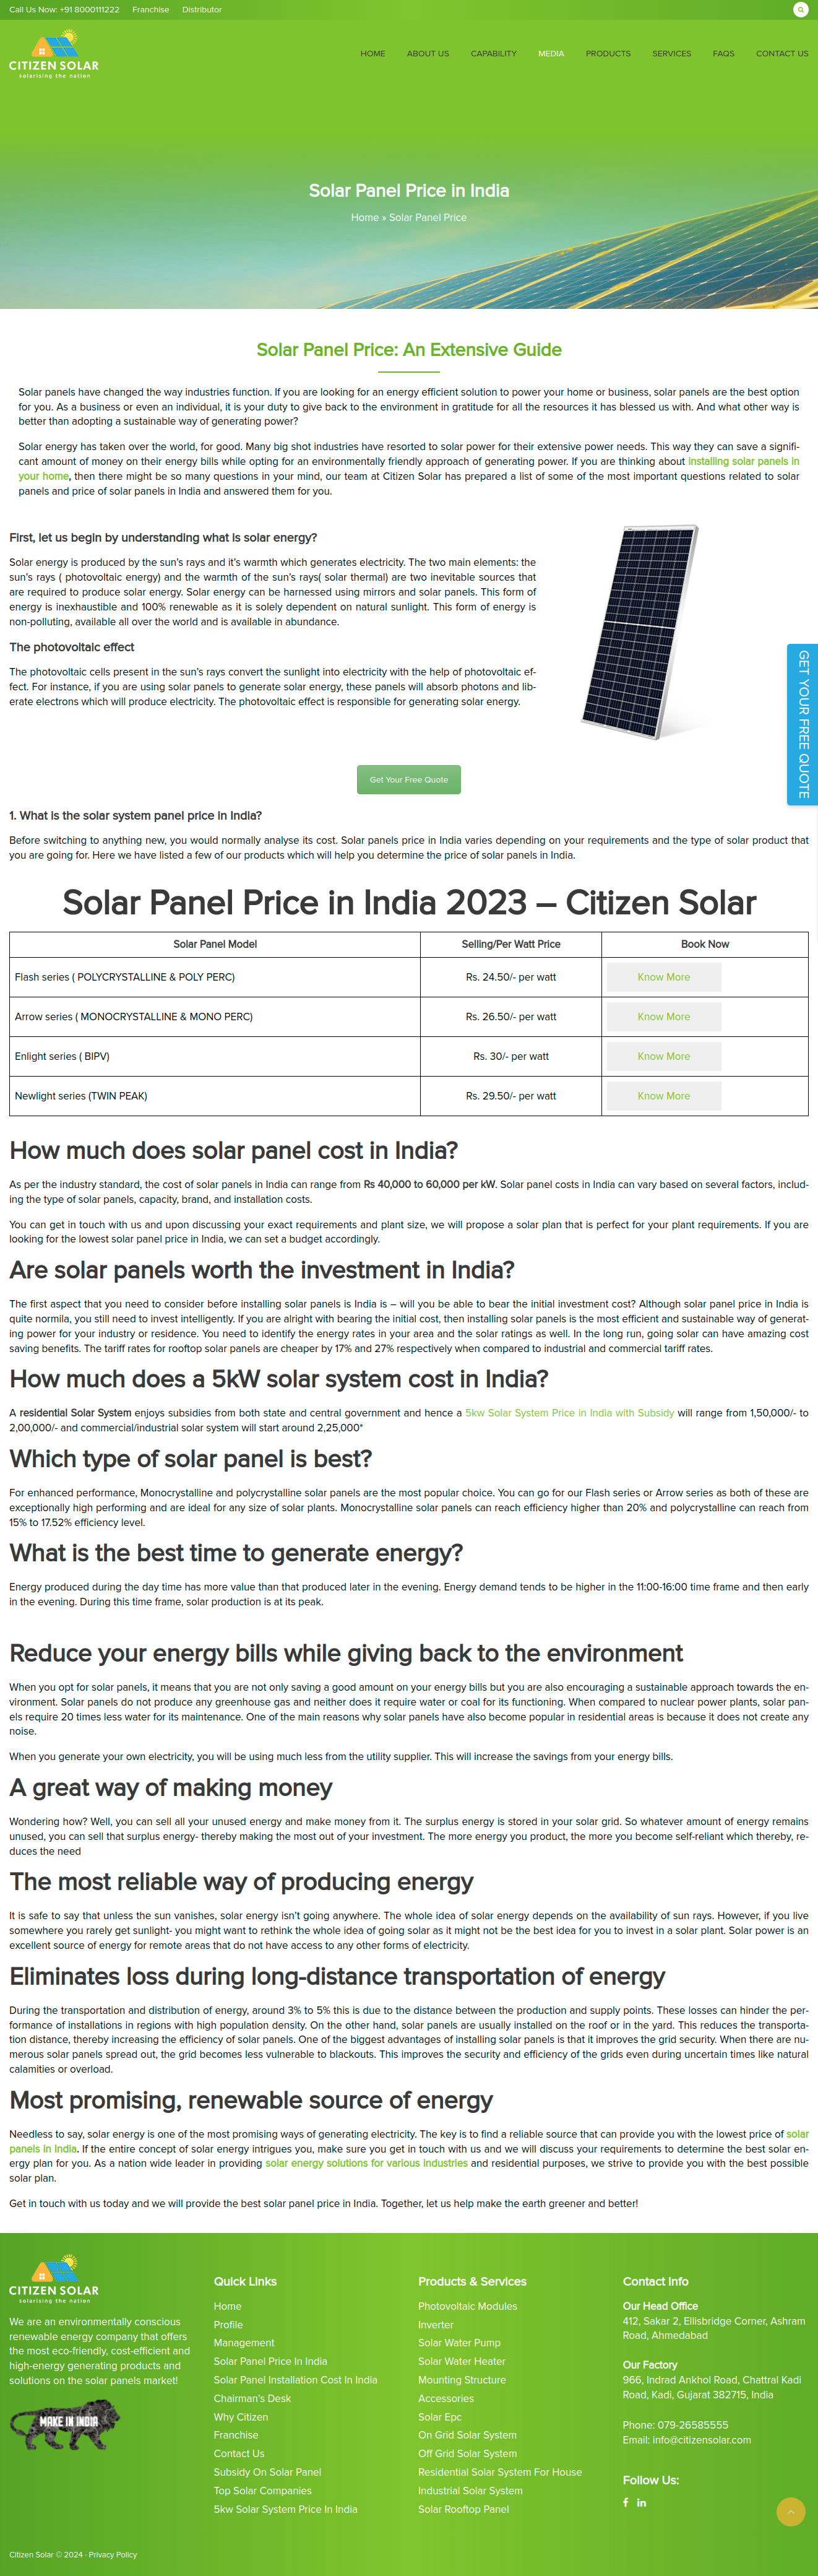 Call Us Now: +91 8000111222 Franchise Distributor
CITIZEN SOLAR
solarising the nation
HOME ABOUT US CAPABILITY MEDIA PRODUCTS SERVICES FAQS CONTACT US
Solar Panel Price in India
Home » Solar Panel Price
Solar Panel Price: An Extensive Guide
Solar panels have changed the way industries function. If you are looking for an energy efficient solution to power your home or business, solar panels are the best option
for you. As a business or even an individual, it is your duty to give back to the environment in gratitude for all the resources it has blessed us with. And what other way is
better than adopting a sustainable way of generating power?
Solar energy has taken over the world, for good. Many big shot industries have resorted to solar power for their extensive power needs. This way they can save a signifi-
cant amount of money on their energy bills while opting for an environmentally friendly approach of generating power. If you are thinking about installing solar panels in
your home, then there might be so many questions in your mind, our team at Citizen Solar has prepared a list of some of the most important questions related to solar
panels and price of solar panels in India and answered them for you.
First, let us begin by understanding what is solar energy?
Solar energy is produced by the sun's rays and it's warmth which generates electricity. The two main elements: the
sun's rays ( photovoltaic energy) and the warmth of the sun's rays( solar thermal) are two inevitable sources that
are required to produce solar energy. Solar energy can be harnessed using mirrors and solar panels. This form of
energy is inexhaustible and 100% renewable as it is solely dependent on natural sunlight. This form of energy is
non-polluting, available all over the world and is available in abundance.
The photovoltaic effect
The photovoltaic cells present in the sun's rays convert the sunlight into electricity with the help of photovoltaic ef-
fect. For instance, if you are using solar panels to generate solar energy, these panels will absorb photons and lib-
erate electrons which will produce electricity. The photovoltaic effect is responsible for generating solar energy.
GET YOUR FREE QUOTE
Get Your Free Quote
1. What is the solar system panel price in India?
Before switching to anything new, you would normally analyse its cost. Solar panels price in India varies depending on your requirements and the type of solar product that
you are going for. Here we have listed a few of our products which will help you determine the price of solar panels in India.
Solar Panel Price in India 2023 – Citizen Solar
Solar Panel Model Selling/Per Watt Price Book Now
Flash series ( POLYCRYSTALLINE & POLY PERC) Rs. 24.50/- per watt Know More
Arrow series ( MONOCRYSTALLINE & MONO PERC) Rs. 26.50/- per watt Know More
Enlight series ( BIPV) Rs. 30/- per watt Know More
Newlight series (TWIN PEAK) Rs. 29.50/- per watt Know More
How much does solar panel cost in India?
As per the industry standard, the cost of solar panels in India can range from Rs 40,000 to 60,000 per kW. Solar panel costs in India can vary based on several factors, includ-
ing the type of solar panels, capacity, brand, and installation costs.
You can get in touch with us and upon discussing your exact requirements and plant size, we will propose a solar plan that is perfect for your plant requirements. If you are
looking for the lowest solar panel price in India, we can set a budget accordingly.
Are solar panels worth the investment in India?
The first aspect that you need to consider before installing solar panels is India is – will you be able to bear the initial investment cost? Although solar panel price in India is
quite normila, you still need to invest intelligently. If you are alright with bearing the initial cost, then installing solar panels is the most efficient and sustainable way of generat-
ing power for your industry or residence. You need to identify the energy rates in your area and the solar ratings as well. In the long run, going solar can have amazing cost
saving benefits. The tariff rates for rooftop solar panels are cheaper by 17% and 27% respectively when compared to industrial and commercial tariff rates.
How much does a 5kW solar system cost in India?
A residential Solar System enjoys subsidies from both state and central government and hence a 5kw Solar System Price in India with Subsidy will range from 1,50,000/- to
2,00,000/- and commercial/industrial solar system will start around 2,25,000*
Which type of solar panel is best?
For enhanced performance, Monocrystalline and polycrystalline solar panels are the most popular choice. You can go for our Flash series or Arrow series as both of these are
exceptionally high performing and are ideal for any size of solar plants. Monocrystalline solar panels can reach efficiency higher than 20% and polycrystalline can reach from
15% to 17.52% efficiency level.
What is the best time to generate energy?
Energy produced during the day time has more value than that produced later in the evening. Energy demand tends to be higher in the 11:00-16:00 time frame and then early
in the evening. During this time frame, solar production is at its peak.
Reduce your energy bills while giving back to the environment
When you opt for solar panels, it means that you are not only saving a good amount on your energy bills but you are also encouraging a sustainable approach towards the en-
vironment. Solar panels do not produce any greenhouse gas and neither does it require water or coal for its functioning. When compared to nuclear power plants, solar pan-
els require 20 times less water for its maintenance. One of the main reasons why solar panels have also become popular in residential areas is because it does not create any
noise.
When you generate your own electricity, you will be using much less from the utility supplier. This will increase the savings from your energy bills.
A great way of making money
Wondering how? Well, you can sell all your unused energy and make money from it. The surplus energy is stored in your solar grid. So whatever amount of energy remains
unused, you can sell that surplus energy- thereby making the most out of your investment. The more energy you product, the more you become self-reliant which thereby, re-
duces the need
The most reliable way of producing energy
It is safe to say that unless the sun vanishes, solar energy isn't going anywhere. The whole idea of solar energy depends on the availability of sun rays. However, if you live
somewhere you rarely get sunlight- you might want to rethink the whole idea of going solar as it might not be the best idea for you to invest in a solar plant. Solar power is an
excellent source of energy for remote areas that do not have access to any other forms of electricity.
Eliminates loss during long-distance transportation of energy
During the transportation and distribution of energy, around 3% to 5% this is due to the distance between the production and supply points. These losses can hinder the per-
formance of installations in regions with high population density. On the other hand, solar panels are usually installed on the roof or in the yard. This reduces the transporta-
tion distance, thereby increasing the efficiency of solar panels. One of the biggest advantages of installing solar panels is that it improves the grid security. When there are nu-
merous solar panels spread out, the grid becomes less vulnerable to blackouts. This improves the security and efficiency of the grids even during uncertain times like natural
calamities or overload.
Most promising, renewable source of energy
Needless to say, solar energy is one of the most promising ways of generating electricity. The key is to find a reliable source that can provide you with the lowest price of solar
panels in India. If the entire concept of solar energy intrigues you, make sure you get in touch with us and we will discuss your requirements to determine the best solar en-
ergy plan for you. As a nation wide leader in providing solar energy solutions for various industries and residential purposes, we strive to provide you with the best possible
solar plan.
Get in touch with us today and we will provide the best solar panel price in India. Together, let us help make the earth greener and better!
CITIZEN SOLAR
solarising the nation
We are an environmentally conscious
renewable energy company that offers
the most eco-friendly, cost-efficient and
high-energy generating products and
solutions on the solar panels market!
MAKE IN INDIA
Quick Links
Home
Profile
Management
Solar Panel Price In India
Solar Panel Installation Cost In India
Chairman's Desk
Why Citizen
Franchise
Contact Us
Subsidy On Solar Panel
Top Solar Companies
5kw Solar System Price In India
Products & Services
Photovoltaic Modules
Inverter
Solar Water Pump
Solar Water Heater
Mounting Structure
Accessories
Solar Epc
On Grid Solar System
Off Grid Solar System
Residential Solar System For House
Industrial Solar System
Solar Rooftop Panel
Contact Info
Our Head Office
412, Sakar 2, Ellisbridge Corner, Ashram
Road, Ahmedabad
Our Factory
966, Indrad Ankhol Road, Chattral Kadi
Road, Kadi, Gujarat 382715, India
Phone: 079-26585555
Email: info@citizensolar.com
Follow Us:
Citizen Solar © 2024 · Privacy Policy